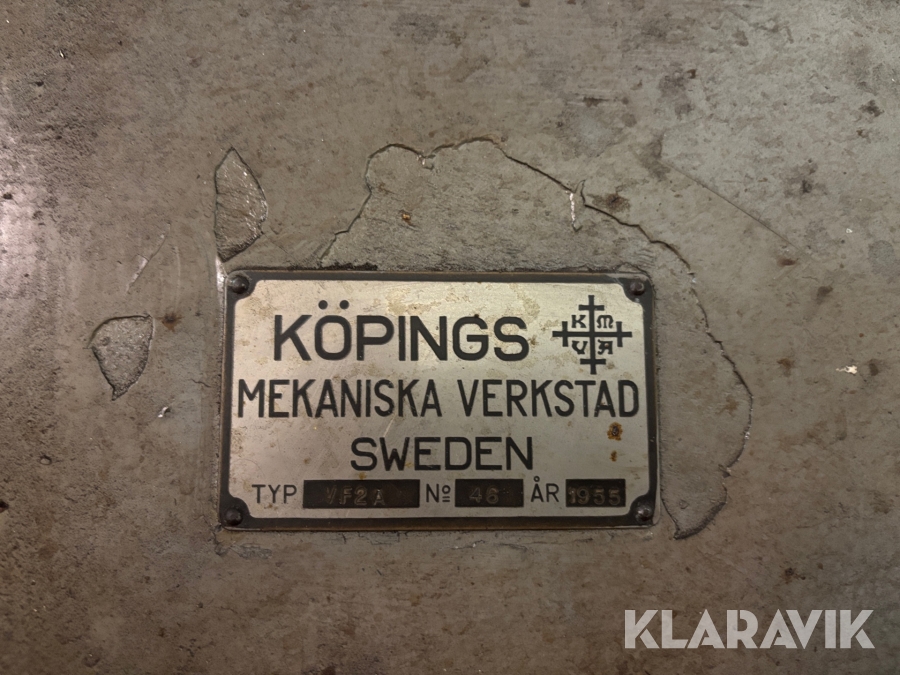 KÖPINGS
K M
V A
MEKANISKA VERKSTAD
SWEDEN
TYP VF2A Nº 46 ÅR 1955
KLARAVIK